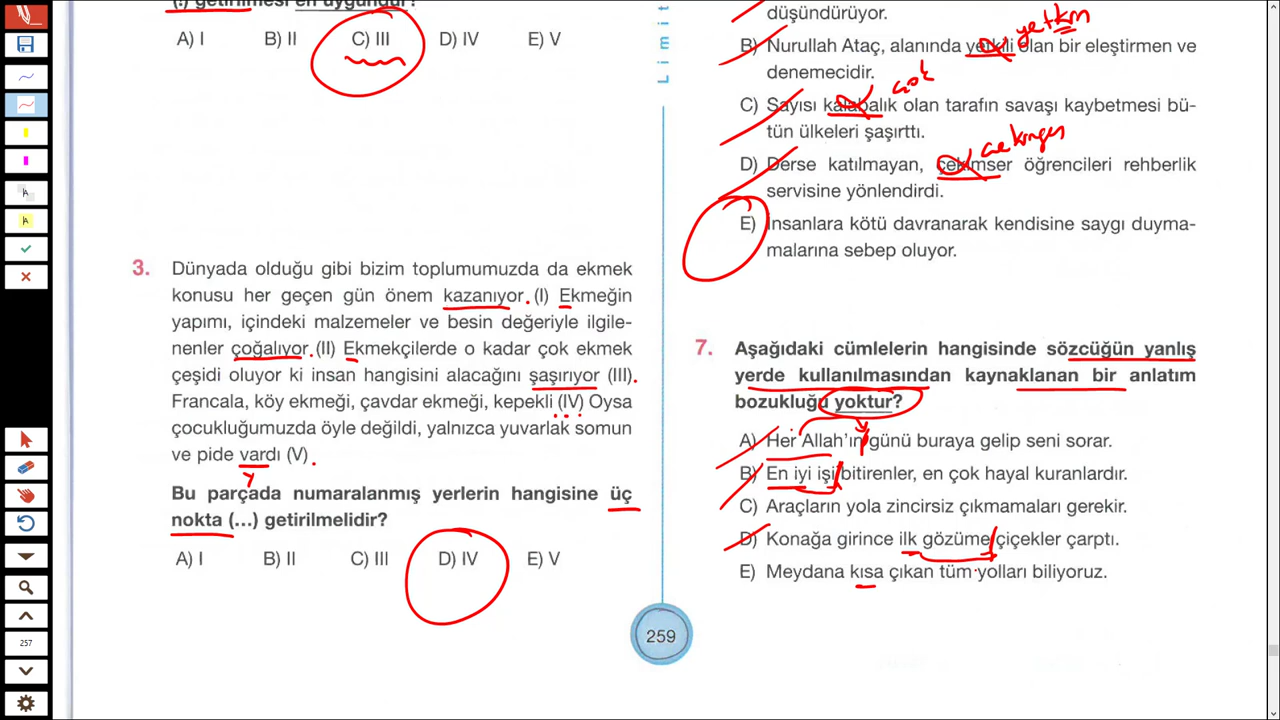 (!) getirilmesi en uygundur?
A) I B) II C) III D) IV E) V
3. Dünyada olduğu gibi bizim toplumumuzda da ekmek
konusu her geçen gün önem kazanıyor (I) Ekmeğin
yapımı, içindeki malzemeler ve besin değeriyle ilgile-
nenler çoğalıyor (II) Ekmekçilerde o kadar çok ekmek
çeşidi oluyor ki insan hangisini alacağını şaşırıyor (III)
Francala, köy ekmeği, çavdar ekmeği, kepekli (IV) Oysa
çocukluğumuzda öyle değildi, yalnızca yuvarlak somun
ve pide vardı (V)
Bu parçada numaralanmış yerlerin hangisine üç
nokta (...) getirilmelidir?
A) I B) II C) III D) IV E) V
Limit
düşündürüyor.
yetkin
B) Nurullah Ataç, alanında yetkili olan bir eleştirmen ve
denemecidir.
çok
C) Sayısı kalabalık olan tarafın savaşı kaybetmesi bü-
tün ülkeleri şaşırttı.
çekingen
D) Derse katılmayan, çekimser öğrencileri rehberlik
servisine yönlendirdi.
E) İnsanlara kötü davranarak kendisine saygı duyma-
malarına sebep oluyor.
7. Aşağıdaki cümlelerin hangisinde sözcüğün yanlış
yerde kullanılmasından kaynaklanan bir anlatım
bozukluğu yoktur?
A) Her Allah'ın günü buraya gelip seni sorar.
B) En iyi işi bitirenler, en çok hayal kuranlardır.
C) Araçların yola zincirsiz çıkmamaları gerekir.
D) Konağa girince ilk gözüme çiçekler çarptı.
E) Meydana kısa çıkan tüm yolları biliyoruz.
259
257